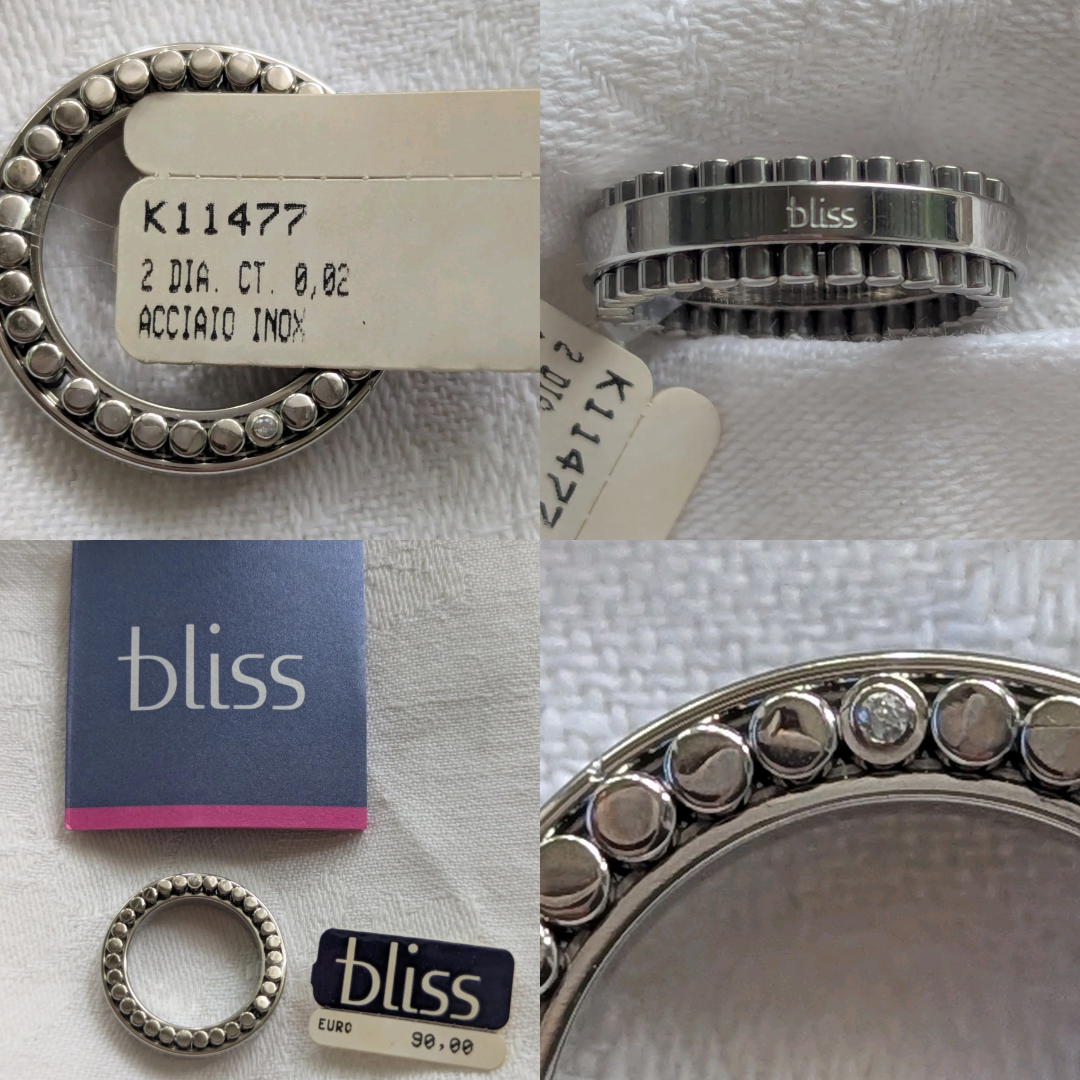 K11477
2 DIA. CT. 0,02
ACCIAIO INOX
bliss
K11477
bliss
bliss
EURO 90,00